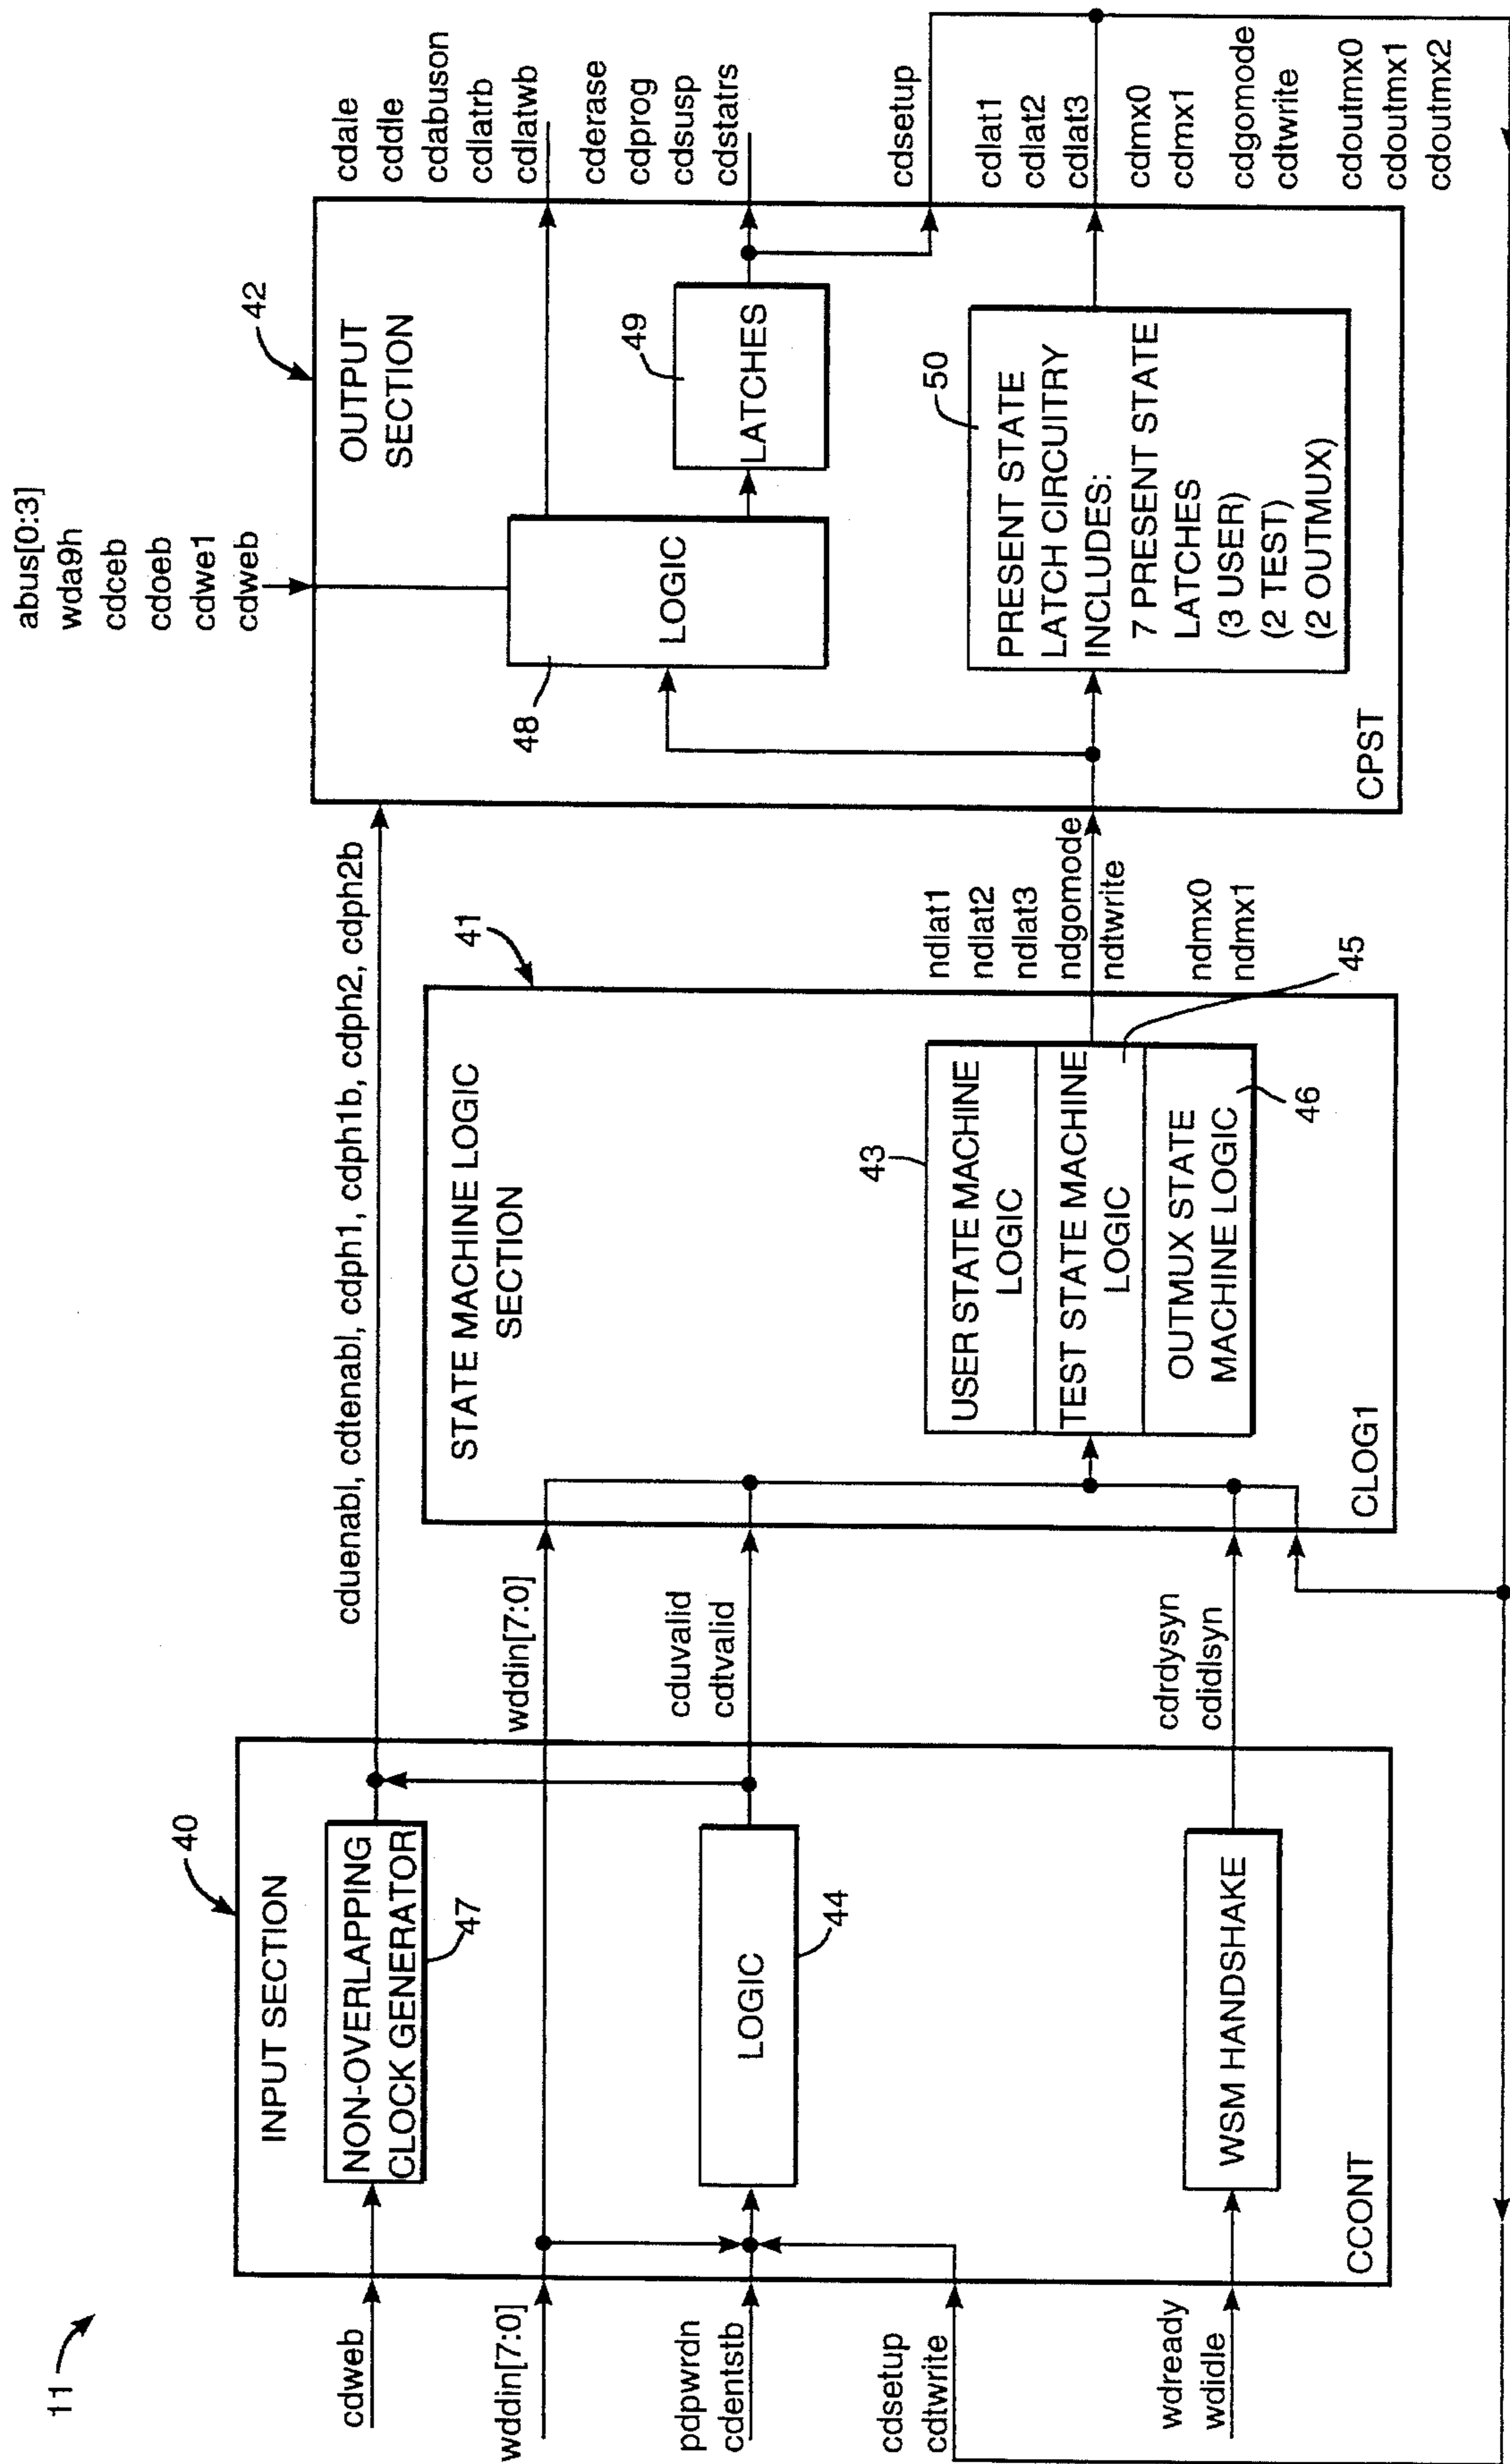 11
cdweb
wddin[7:0]
pdpwrdn
cdentstb
cdsetup
cdtwrite
wdready
wdidle
40
INPUT SECTION
NON-OVERLAPPING
CLOCK GENERATOR
47
LOGIC
44
WSM HANDSHAKE
CCONT
cduenabl, cdtenabl, cdph1, cdph1b, cdph2, cdph2b
wddin[7:0]
cduvalid
cdtvalid
cdrdysyn
cdidlsyn
41
STATE MACHINE LOGIC
SECTION
43
USER STATE MACHINE
LOGIC
TEST STATE MACHINE
LOGIC
OUTMUX STATE
MACHINE LOGIC
45
46
CLOG1
ndlat1
ndlat2
ndlat3
ndgomode
ndtwrite
ndmx0
ndmx1
abus[0:3]
wda9h
cdceb
cdoeb
cdwe1
cdweb
42
OUTPUT
SECTION
48
LOGIC
49
LATCHES
50
PRESENT STATE
LATCH CIRCUITRY
INCLUDES:
7 PRESENT STATE
LATCHES
(3 USER)
(2 TEST)
(2 OUTMUX)
CPST
cdale
cddle
cdabuson
cdlatrb
cdlatwb
cderase
cdprog
cdsusp
cdstatrs
cdsetup
cdlat1
cdlat2
cdlat3
cdmx0
cdmx1
cdgomode
cdtwrite
cdoutmx0
cdoutmx1
cdoutmx2